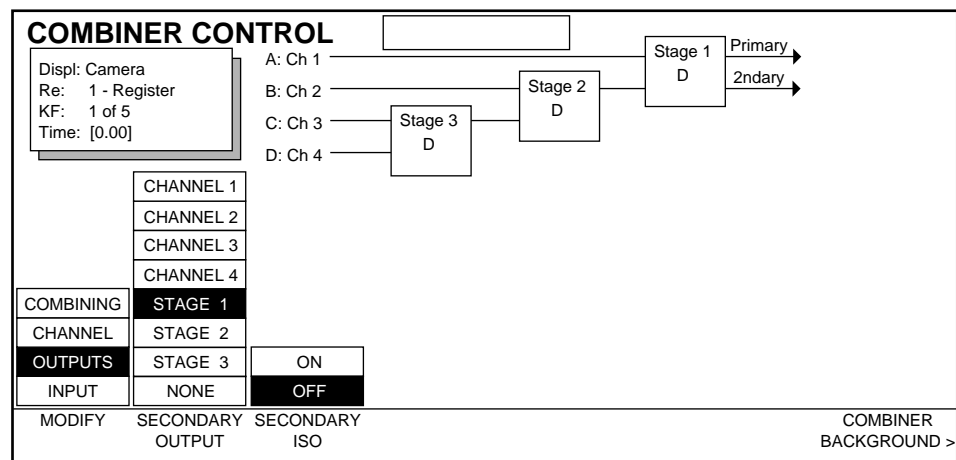 COMBINER CONTROL
Displ: Camera
Re: 1 - Register
KF: 1 of 5
Time: [0.00]
A: Ch 1
B: Ch 2
C: Ch 3
D: Ch 4
Stage 3
D
Stage 2
D
Stage 1
D
Primary
2ndary
CHANNEL 1
CHANNEL 2
CHANNEL 3
CHANNEL 4
COMBINING
STAGE 1
CHANNEL
STAGE 2
OUTPUTS
STAGE 3
ON
INPUT
NONE
OFF
MODIFY
SECONDARY
OUTPUT
SECONDARY
ISO
COMBINER
BACKGROUND >